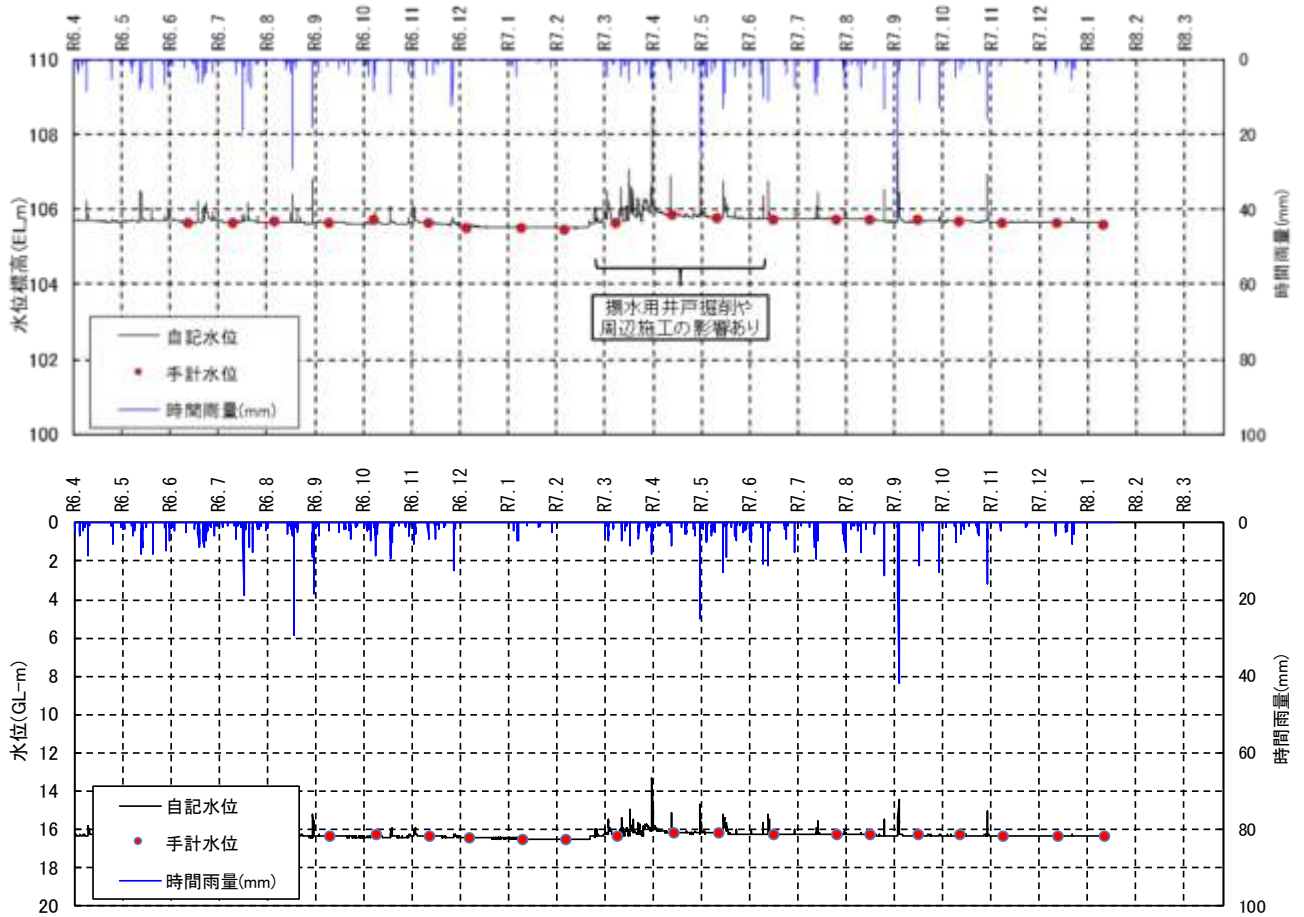 R6.4 R6.5 R6.6 R6.7 R6.8 R6.9 R6.10 R6.11 R6.12 R7.1 R7.2 R7.3 R7.4 R7.5 R7.6 R7.7 R7.8 R7.9 R7.10 R7.11 R7.12 R8.1 R8.2 R8.3
110 0
108 20
106 40
104 60
102 80
100 100
水位標高(EL.m)
時間雨量(mm)
揚水用井戸掘削や
周辺施工の影響あり
自記水位
手計水位
時間雨量(mm)
R6.4 R6.5 R6.6 R6.7 R6.8 R6.9 R6.10 R6.11 R6.12 R7.1 R7.2 R7.3 R7.4 R7.5 R7.6 R7.7 R7.8 R7.9 R7.10 R7.11 R7.12 R8.1 R8.2 R8.3
0 0
2
4 20
6
8 40
10
12 60
14
16 80
18
20 100
水位(GL-m)
時間雨量(mm)
自記水位
手計水位
時間雨量(mm)